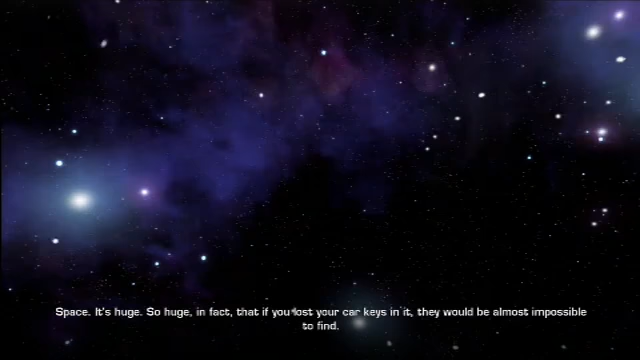 Space. It's huge. So huge, in fact, that if you lost your car keys in it, they would be almost impossible
to find.